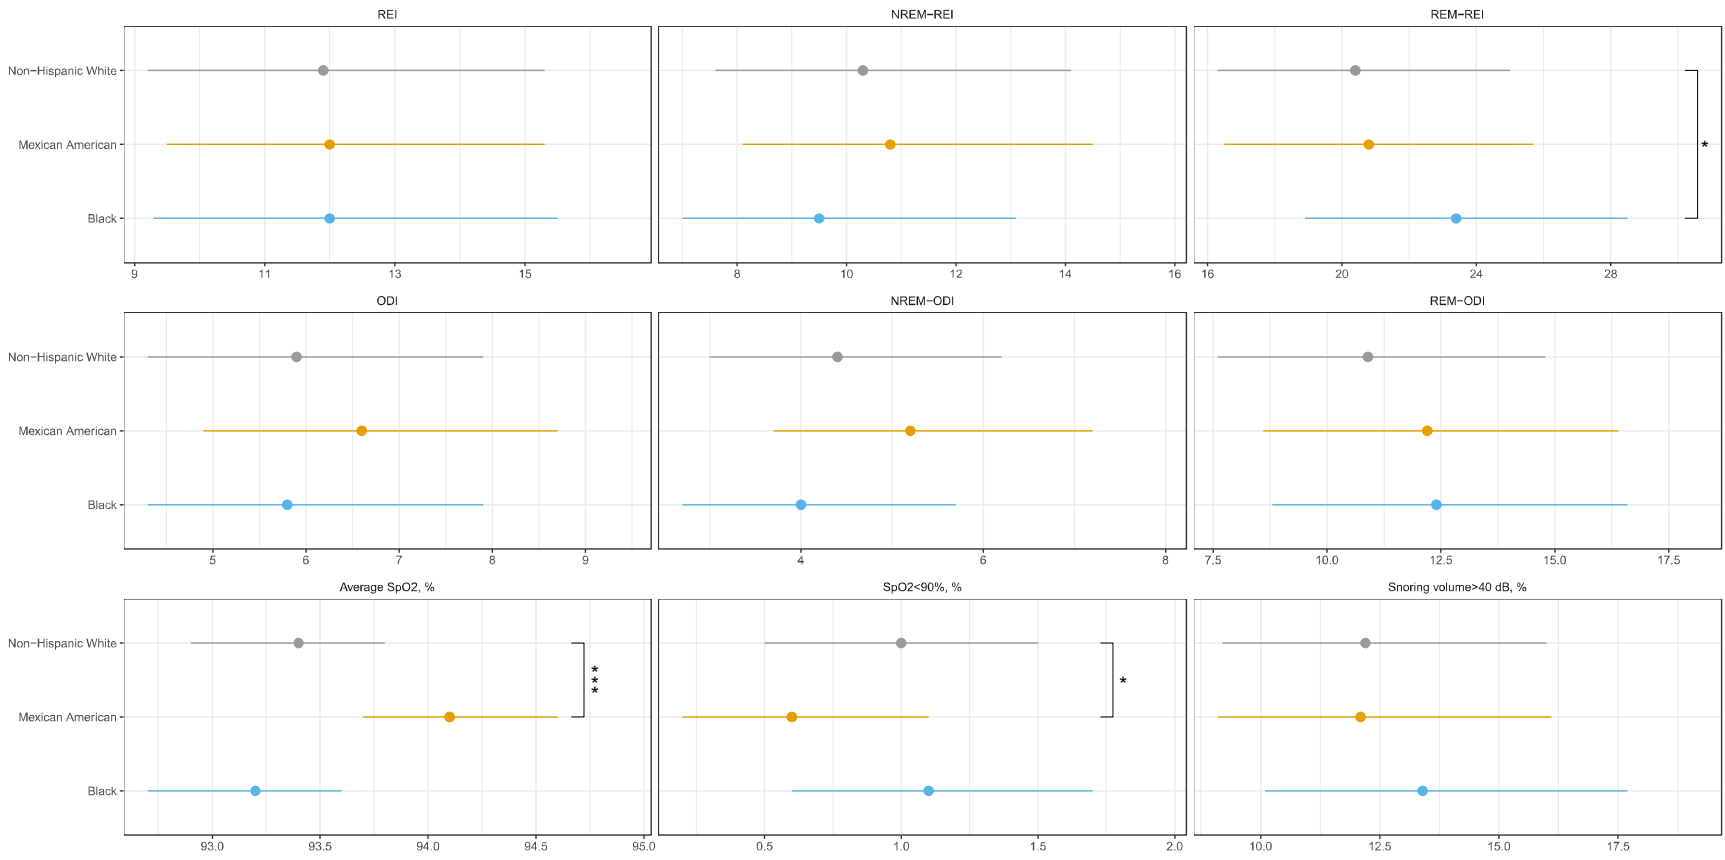 REI NREM−REI REM−REI
Non−Hispanic White
Mexican American *
Black
9 11 13 15 8 10 12 14 16 16 20 24 28
ODI NREM−ODI REM−ODI
Non−Hispanic White
Mexican American
Black
5 6 7 8 9 4 6 8 7.5 10.0 12.5 15.0 17.5
Average SpO2, % SpO2<90%, % Snoring volume>40 dB, %
Non−Hispanic White
*** *
Mexican American
Black
93.0 93.5 94.0 94.5 95.0 0.5 1.0 1.5 2.0 10.0 12.5 15.0 17.5